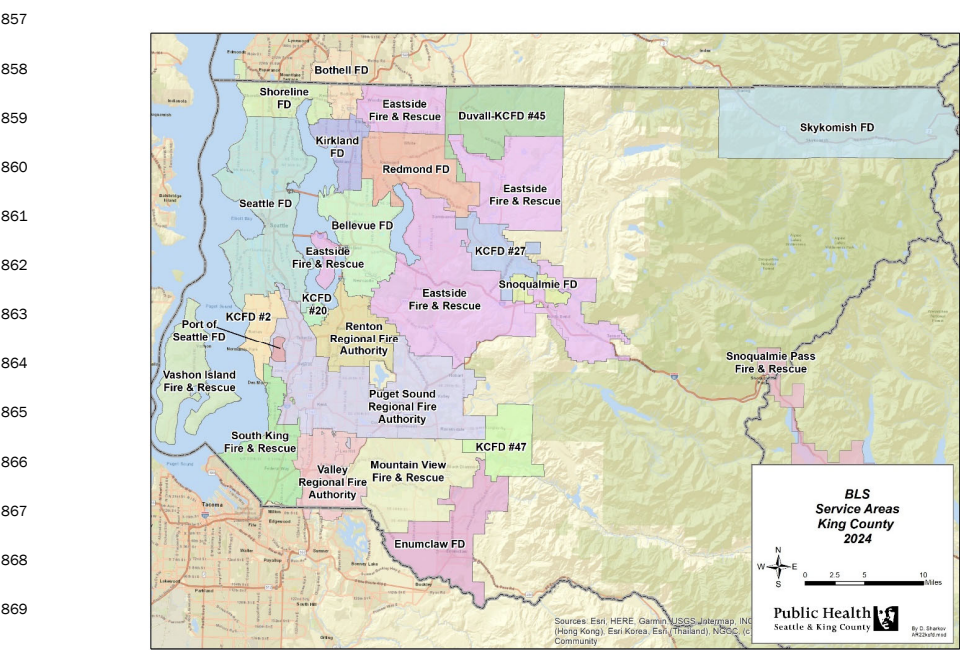 857
858
859
860
861
862
863
864
865
866
867
868
869
Bothell FD
Shoreline
FD
Eastside
Fire & Rescue
Duvall-KCFD #45
Skykomish FD
Kirkland
FD
Redmond FD
Eastside
Fire & Rescue
Seattle FD
Bellevue FD
Eastside
Fire & Rescue
KCFD #27
Snoqualmie FD
Eastside
Fire & Rescue
KCFD
#20
KCFD #2
Port of
Seattle FD
Renton
Regional Fire
Authority
Snoqualmie Pass
Fire & Rescue
Vashon Island
Fire & Rescue
Puget Sound
Regional Fire
Authority
South King
Fire & Rescue
KCFD #47
Valley
Regional Fire
Authority
Mountain View
Fire & Rescue
Enumclaw FD
Tacoma
BLS
Service Areas
King County
2024
N
W E
S
0 2.5 5 10
Miles
Public Health
Seattle & King County
By D. Sharkov
Sources: Esri, HERE, Garmin, USGS, Intermap, INC
(Hong Kong), Esri Korea, Esri (Thailand), NGCC, (c
Community